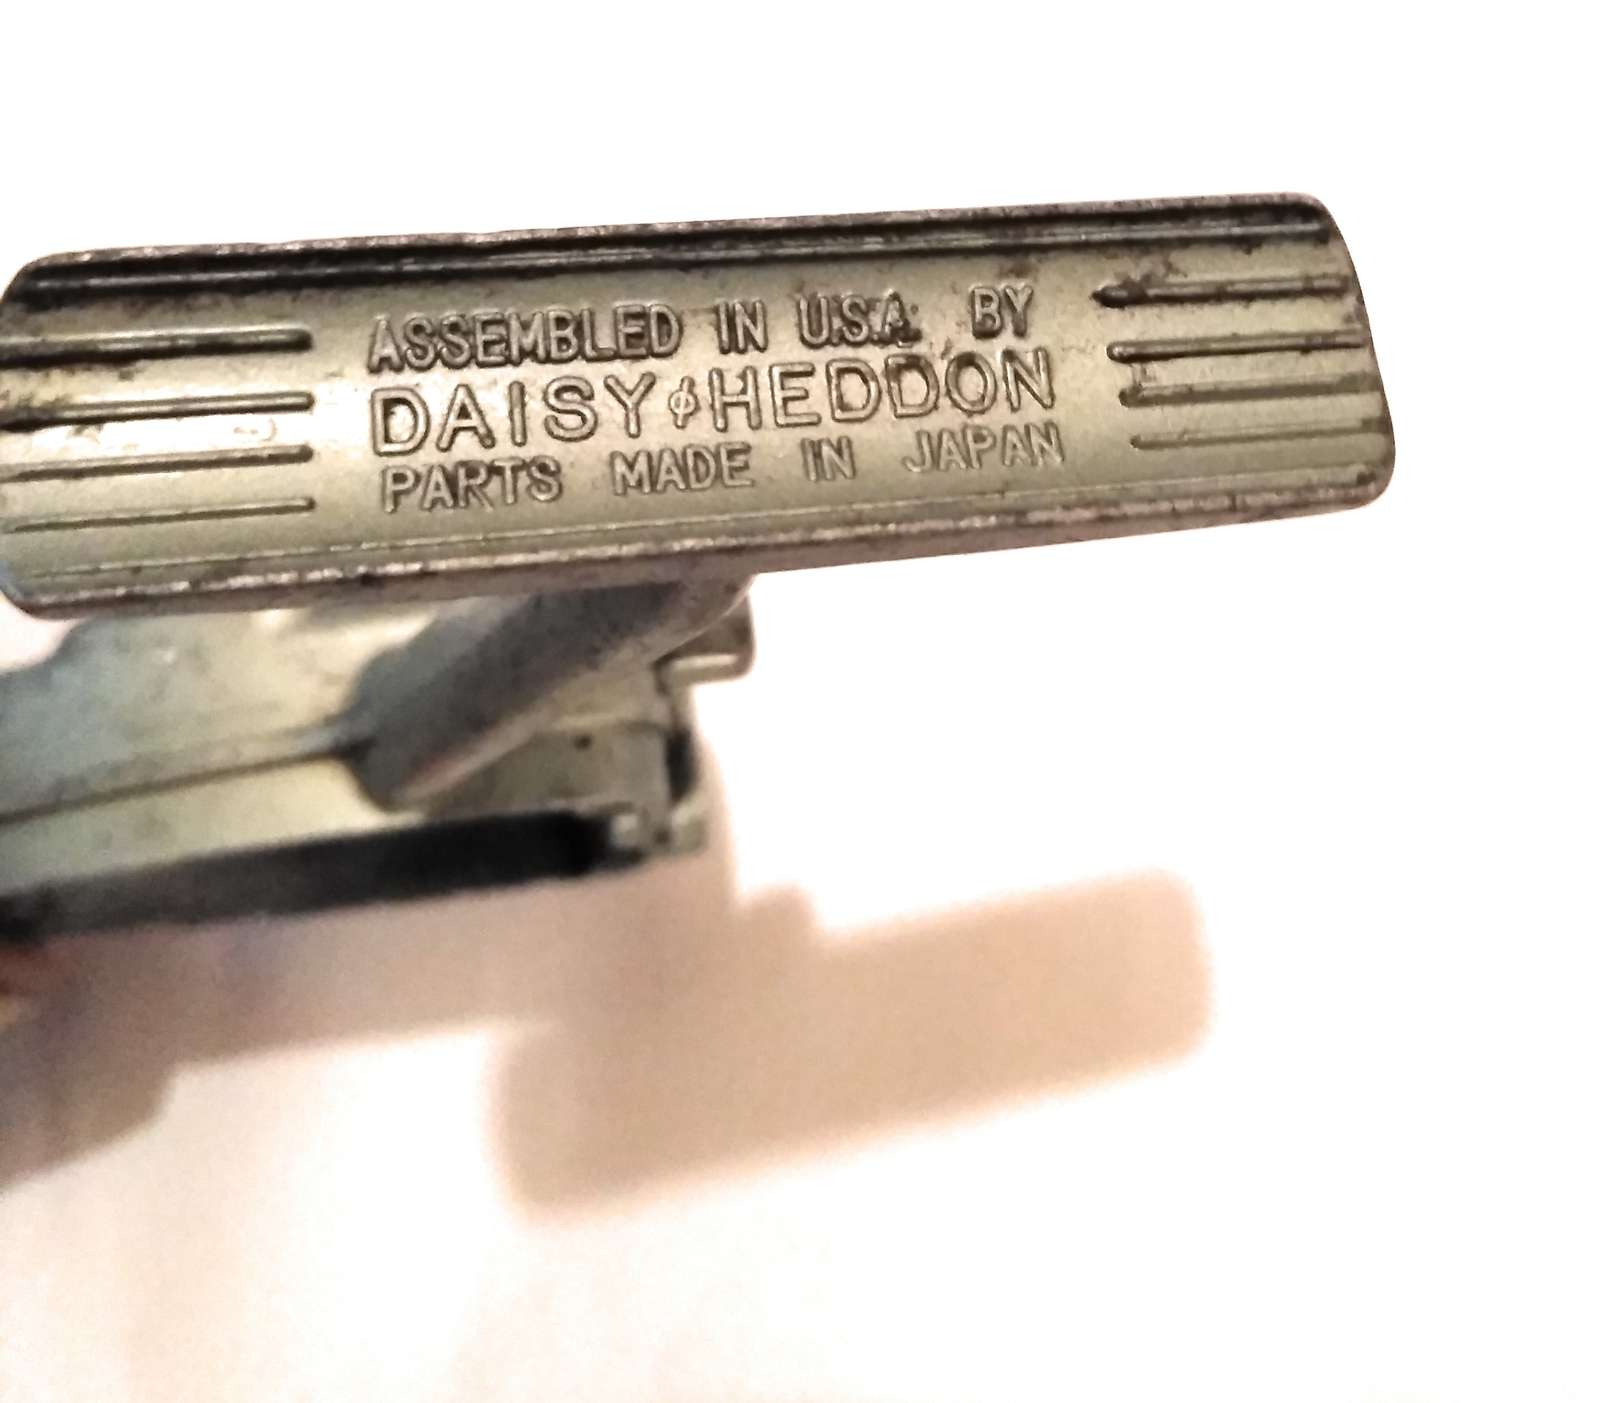 ASSEMBLED IN U.S.A. BY
DAISY & HEDDON
PARTS MADE IN JAPAN